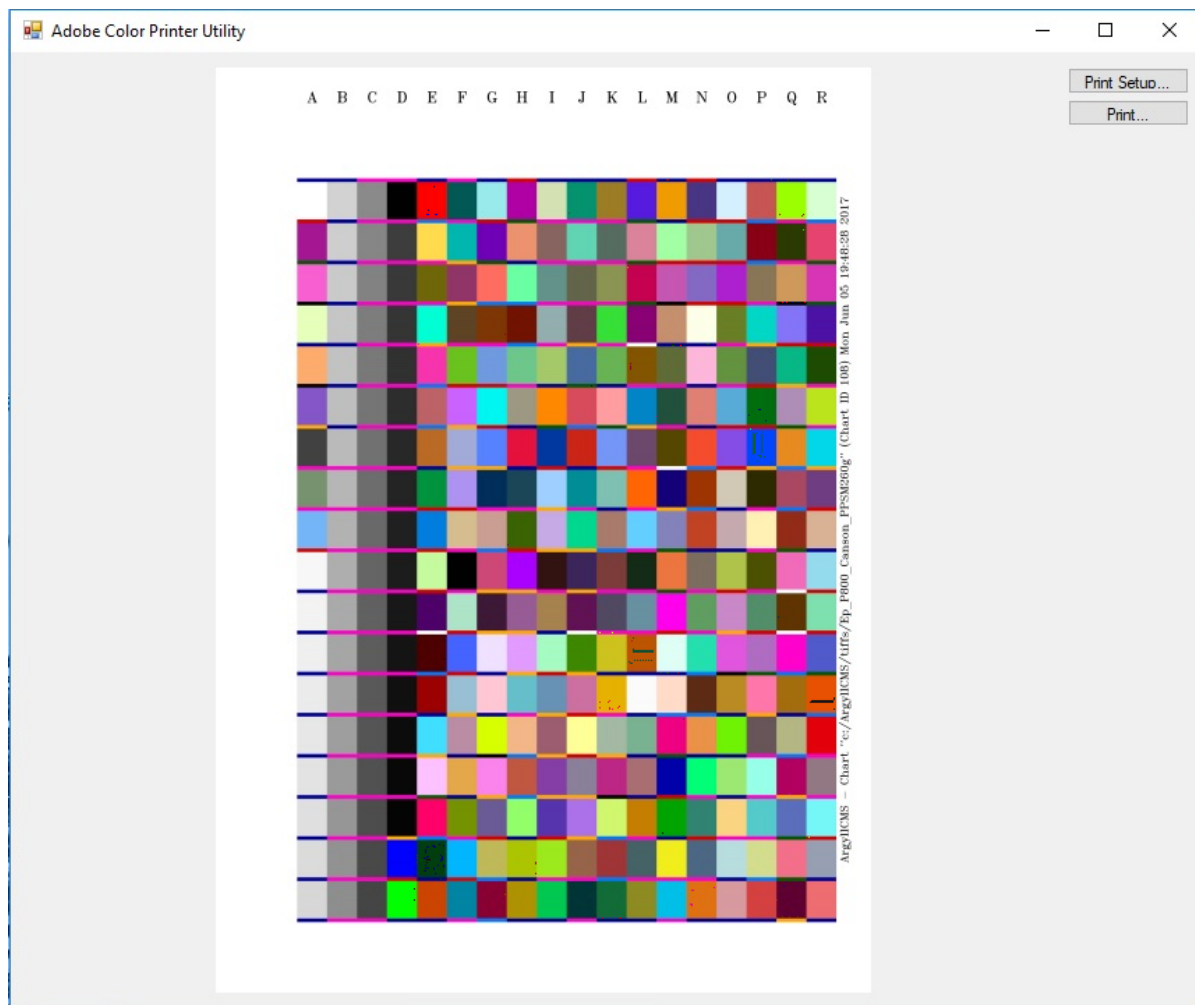 Adobe Color Printer Utility
Print Setup...
Print...
A B C D E F G H I J K L M N O P Q R
ArgyllCMS - Chart "c:/ArgyllCMS/tiffs/Ep_P800_Canson_PPSM260g" (Chart ID 108) Mon Jun 05 19:48:28 2017